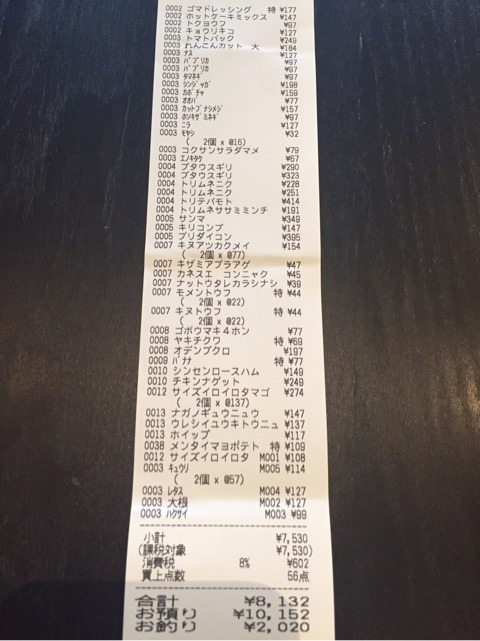 0002 ゴマドレッシング 特 ¥177
0002 ホットケーキミックス ¥147
0002 トクヨウフ ¥97
0002 キョウリキコ ¥127
0003 トマトパック ¥249
0003 れんこんカット 大 ¥184
0003 ナス ¥127
0003 パプリカ ¥97
0003 パプリカ ¥97
0003 タマネギ ¥97
0003 シンジャガ ¥198
0003 カボチャ ¥159
0003 オオバ ¥77
0003 カットブナシメジ ¥157
0003 ホソキザミネギ ¥97
0003 ニラ ¥127
0003 モヤシ ¥32
( 2個 x @16)
0003 コクサンサラダマメ ¥79
0003 エノキタケ ¥67
0004 ブタウスギリ ¥290
0004 ブタウスギリ ¥323
0004 トリムネニク ¥228
0004 トリムネニク ¥251
0004 トリテバモト ¥414
0004 トリムネササミミンチ ¥191
0005 サンマ ¥349
0005 キリコンブ ¥147
0005 ブリダイコン ¥395
0007 キヌアツカクメイ ¥154
( 2個 x @77)
0007 キザミアブラアゲ ¥47
0007 カネスエ コンニャク ¥45
0007 ナットウタレカラシナシ ¥39
0007 モメントウフ 特 ¥44
( 2個 x @22)
0007 キヌトウフ 特 ¥44
( 2個 x @22)
0008 ゴボウマキ4ホン ¥77
0008 ヤキチクワ 特 ¥69
0008 オデンブクロ ¥197
0009 バナナ 特 ¥77
0010 シンセンロースハム ¥149
0010 チキンナゲット ¥249
0012 サイズイロイロタマゴ ¥274
( 2個 x @137)
0013 ナガノギュウニュウ ¥147
0013 ウレシイユウキトウニュ ¥137
0013 ホイップ ¥117
0038 メンタイマヨポテト 特 ¥109
0012 サイズイロイロタ M001 ¥108
0003 キュウリ M005 ¥114
( 2個 x @57)
0003 レタス M004 ¥127
0003 大根 M002 ¥127
0003 ハクサイ M003 ¥99
小計 ¥7,530
(課税対象 ¥7,530)
消費税 8% ¥602
買上点数 56点
合計 ¥8,132
お預り ¥10,152
お釣り ¥2,020